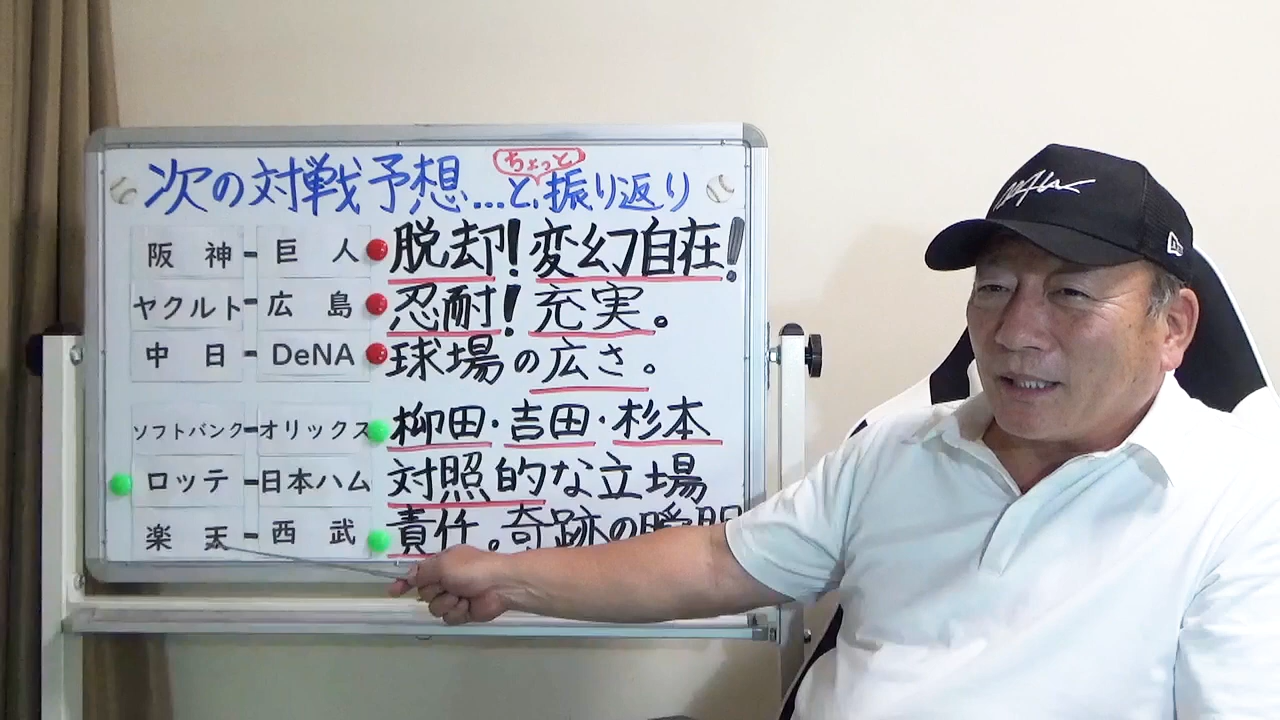 次の対戦予想…と、振り返り
ちょっと
阪神-巨人 脱却!変幻自在!
ヤクルト-広島 忍耐!充実。
中日-DeNA 球場の広さ。
ソフトバンク-オリックス 柳田・吉田・杉本
ロッテ-日本ハム 対照的な立場
楽天-西武 責任。奇跡の瞬間